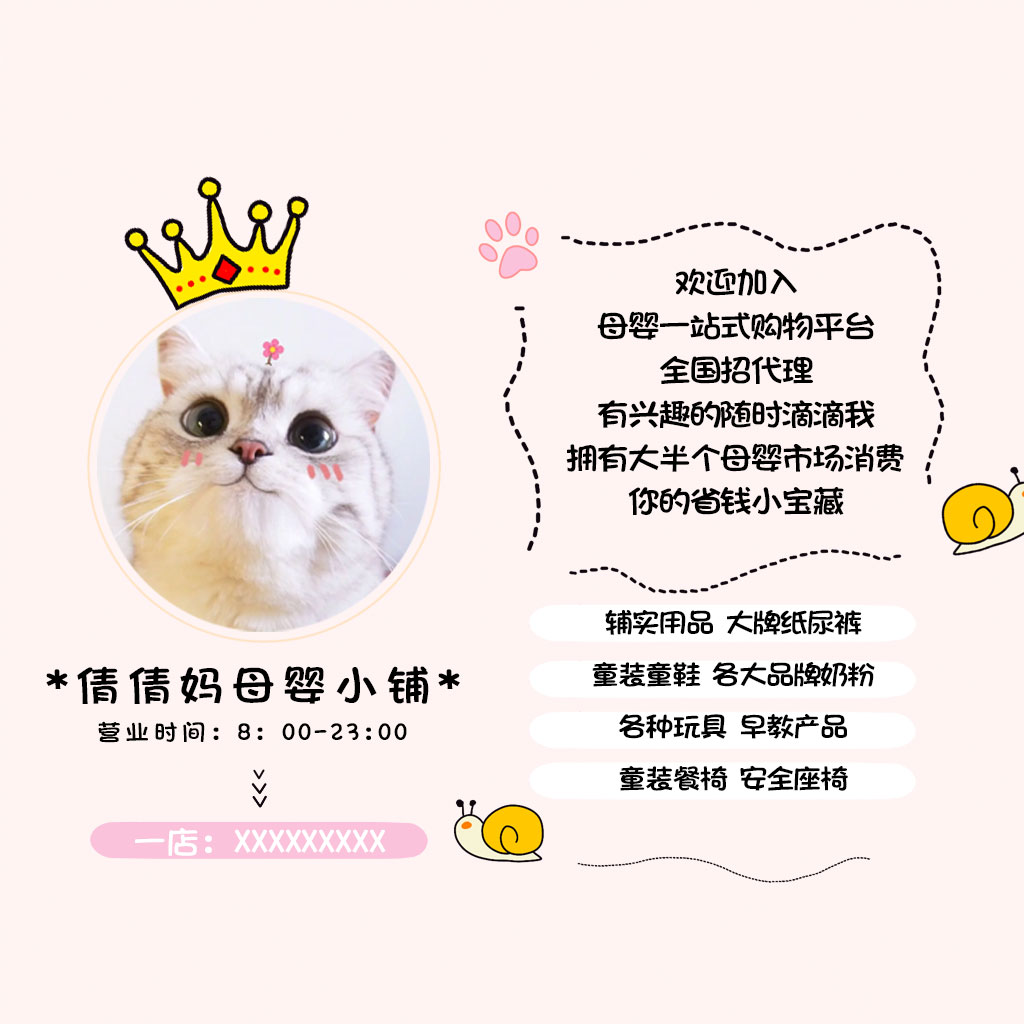 欢迎加入
母婴一站式购物平台
全国招代理
有兴趣的随时滴滴我
拥有大半个母婴市场消费
你的省钱小宝藏
辅实用品 大牌纸尿裤
童装童鞋 各大品牌奶粉
各种玩具 早教产品
童装餐椅 安全座椅
*倩倩妈母婴小铺*
营业时间：8：00-23:00
一店：XXXXXXXXX